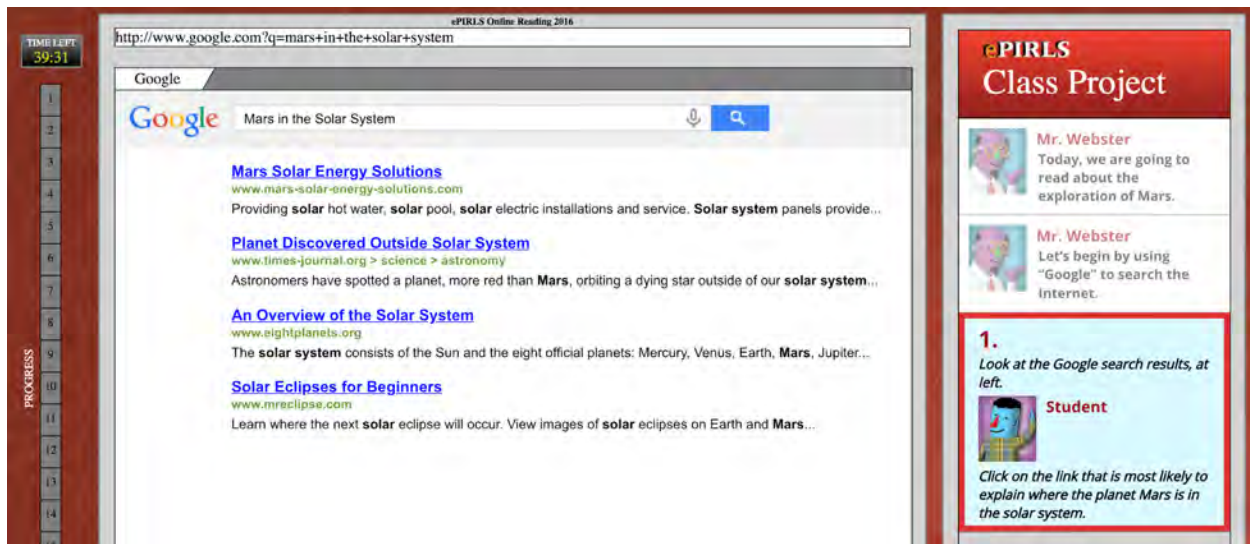 ePIRLS Online Reading 2016
TIME LEFT
39:31
http://www.google.com?q=mars+in+the+solar+system
Google
Google
Mars in the Solar System
Mars Solar Energy Solutions
www.mars-solar-energy-solutions.com
Providing solar hot water, solar pool, solar electric installations and service. Solar system panels provide...
Planet Discovered Outside Solar System
www.times-journal.org > science > astronomy
Astronomers have spotted a planet, more red than Mars, orbiting a dying star outside of our solar system...
An Overview of the Solar System
www.eightplanets.org
The solar system consists of the Sun and the eight official planets: Mercury, Venus, Earth, Mars, Jupiter...
Solar Eclipses for Beginners
www.mreclipse.com
Learn where the next solar eclipse will occur. View images of solar eclipses on Earth and Mars...
PROGRESS
1
2
3
4
5
6
7
8
9
10
11
12
13
14
ePIRLS
Class Project
Mr. Webster
Today, we are going to
read about the
exploration of Mars.
Mr. Webster
Let's begin by using
"Google" to search the
Internet.
1.
Look at the Google search results, at
left.
Student
Click on the link that is most likely to
explain where the planet Mars is in
the solar system.